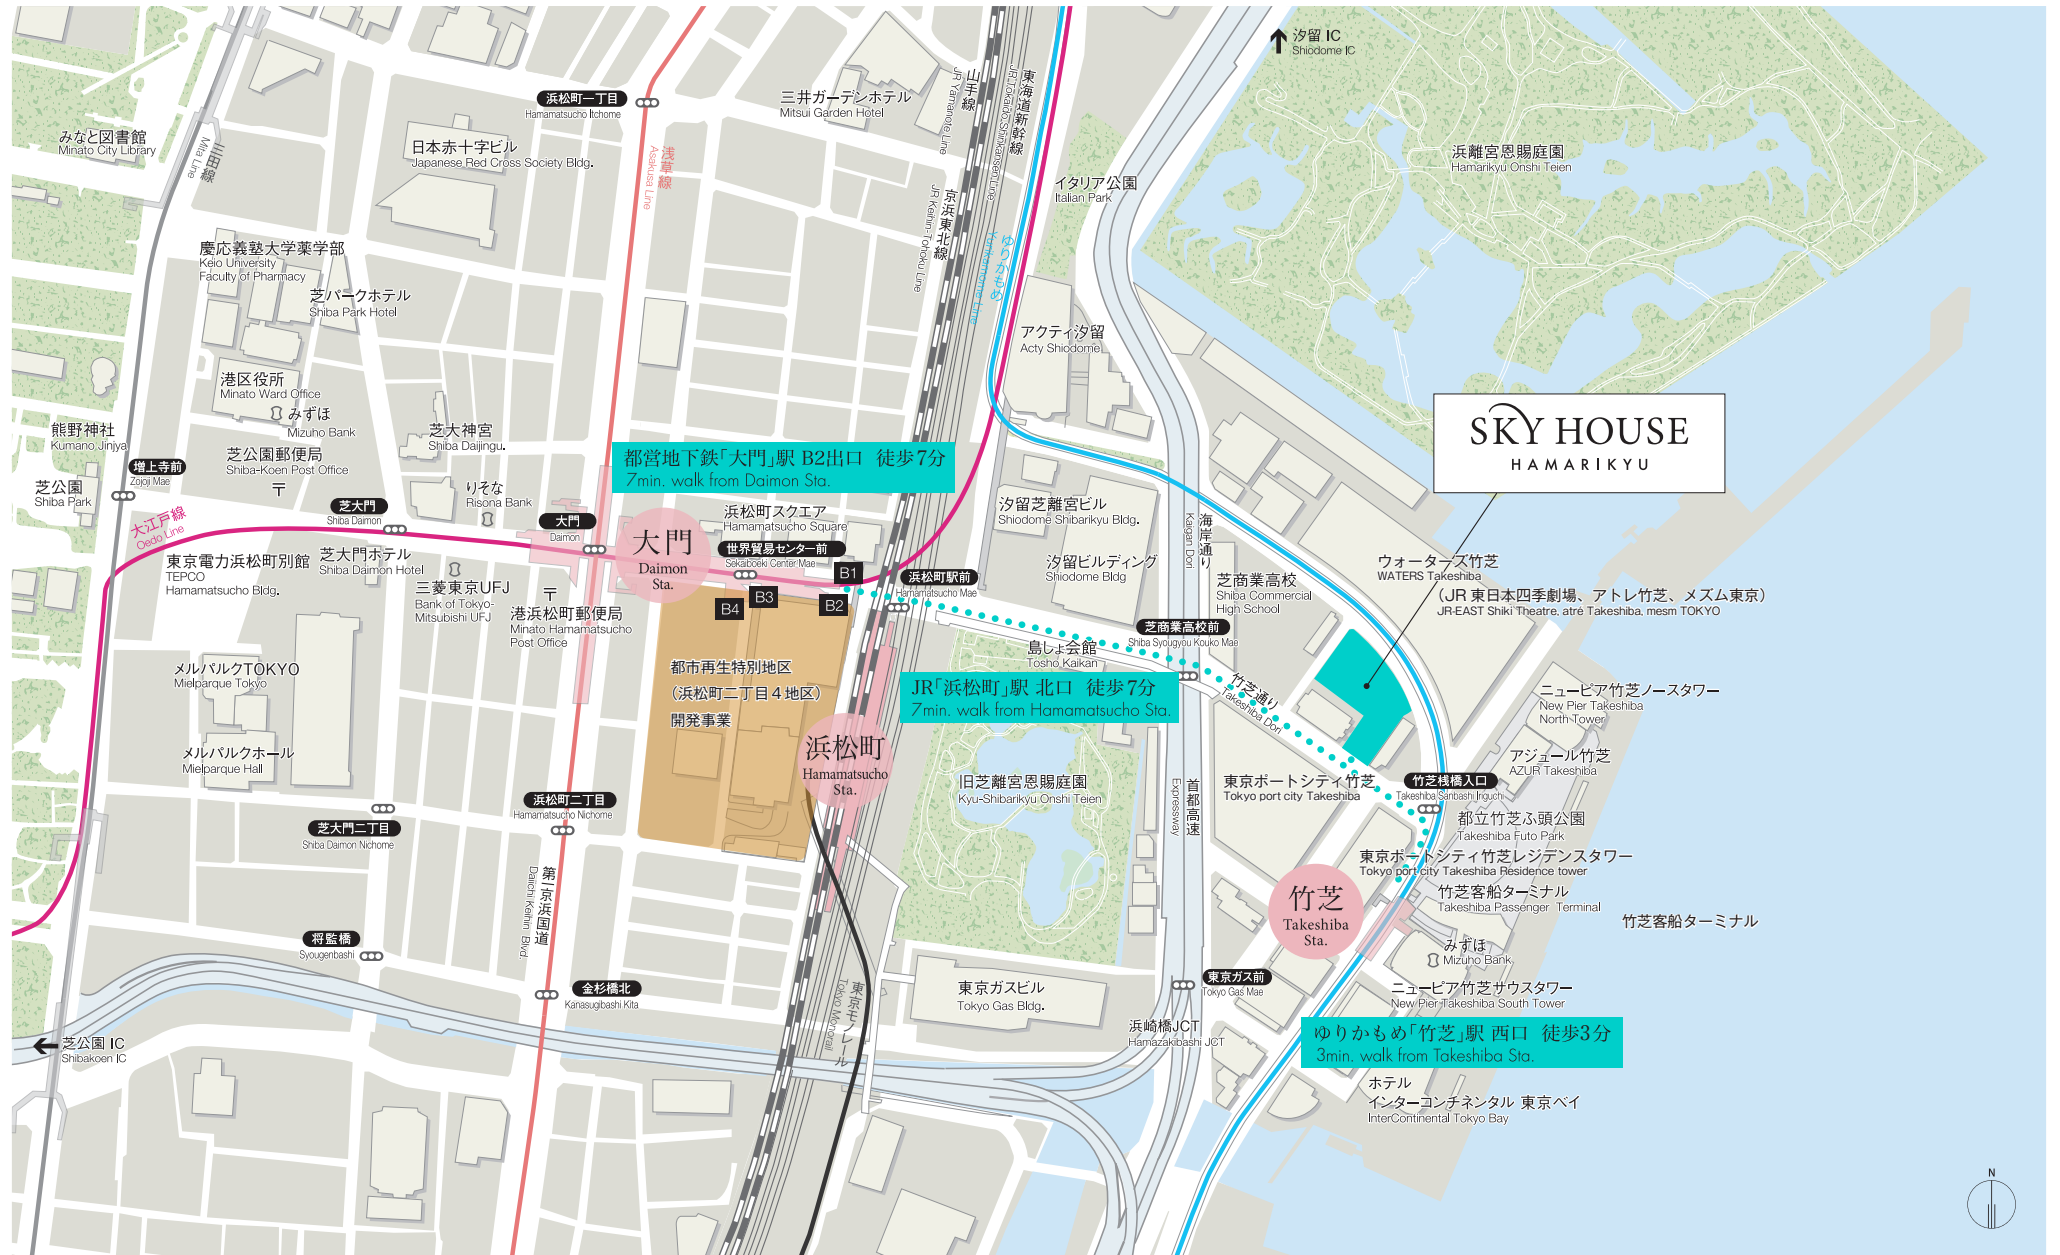 汐留 IC
Shiodome IC
浜松町一丁目
Hamamatsucho Itchome
三井ガーデンホテル
Mitsui Garden Hotel
山手線
JR Yamanote Line
東海道新幹線
JR Tokaido Shinkansen Line
みなと図書館
Minato City Library
三田線
Mita Line
日本赤十字ビル
Japanese Red Cross Society Bldg.
浅草線
Asakusa Line
浜離宮恩賜庭園
Hamarikyu Onshi Teien
イタリア公園
Italian Park
京浜東北線
JR Keihin-Tohoku Line
ゆりかもめ
Yurikamome Line
慶応義塾大学薬学部
Keio University
Faculty of Pharmacy
芝パークホテル
Shiba Park Hotel
アクティ汐留
Acty Shiodome
港区役所
Minato Ward Office
みずほ
Mizuho Bank
熊野神社
Kumano Jinjya
芝公園郵便局
Shiba-Koen Post Office
〒
芝大神宮
Shiba Daijingu.
SKY HOUSE
HAMARIKYU
都営地下鉄「大門」駅 B2出口 徒歩7分
7min. walk from Daimon Sta.
増上寺前
Zojoji Mae
芝公園
Shiba Park
りそな
Risona Bank
芝大門
Shiba Daimon
大江戸線
Oedo Line
大門
Daimon
大門
Daimon
Sta.
浜松町スクエア
Hamamatsucho Square
世界貿易センター前
Sekaiboeki Center Mae
汐留芝離宮ビル
Shiodome Shibarikyu Bldg.
海岸通り
Kaigan Dori
東京電力浜松町別館
TEPCO
Hamamatsucho Bldg.
芝大門ホテル
Shiba Daimon Hotel
三菱東京UFJ
Bank of Tokyo-
Mitsubishi UFJ
〒
港浜松町郵便局
Minato Hamamatsucho
Post Office
B1
B2
B3
B4
浜松町駅前
Hamamatsucho Mae
汐留ビルディング
Shiodome Bldg
芝商業高校
Shiba Commercial
High School
ウォーターズ竹芝
WATERS Takeshiba
（JR 東日本四季劇場、アトレ竹芝、メズム東京）
JR-EAST Shiki Theatre, atré Takeshiba, mesm TOKYO
芝商業高校前
Shiba Syougyou Kouko Mae
島しょ会館
Tosho Kaikan
メルパルクTOKYO
Mielparque Tokyo
都市再生特別地区
（浜松町二丁目４地区）
開発事業
JR「浜松町」駅 北口 徒歩7分
7min. walk from Hamamatsucho Sta.
竹芝通り
Takeshiba Dori
ニューピア竹芝ノースタワー
New Pier Takeshiba
North Tower
メルパルクホール
Mielparque Hall
浜松町
Hamamatsucho
Sta.
アジュール竹芝
AZUR Takeshiba
旧芝離宮恩賜庭園
Kyu-Shibarikyu Onshi Teien
首都高速
Expressway
東京ポートシティ竹芝
Tokyo port city Takeshiba
竹芝桟橋入口
Takeshiba Sanbashi Iriguchi
浜松町二丁目
Hamamatsucho Nichome
芝大門二丁目
Shiba Daimon Nichome
都立竹芝ふ頭公園
Takeshiba Futo Park
東京ポートシティ竹芝レジデンスタワー
Tokyo port city Takeshiba Residence tower
第一京浜国道
Daiichi Keihin Blvd.
竹芝
Takeshiba
Sta.
竹芝客船ターミナル
Takeshiba Passenger Terminal
竹芝客船ターミナル
将監橋
Syougenbashi
みずほ
Mizuho Bank
金杉橋北
Kanasugibashi Kita
東京モノレール
Tokyo Monorail
東京ガスビル
Tokyo Gas Bldg.
東京ガス前
Tokyo Gas Mae
ニューピア竹芝サウスタワー
New Pier Takeshiba South Tower
浜崎橋JCT
Hamazakibashi JCT
ゆりかもめ「竹芝」駅 西口 徒歩3分
3min. walk from Takeshiba Sta.
芝公園 IC
Shibakoen IC
ホテル
インターコンチネンタル 東京ベイ
InterContinental Tokyo Bay
N